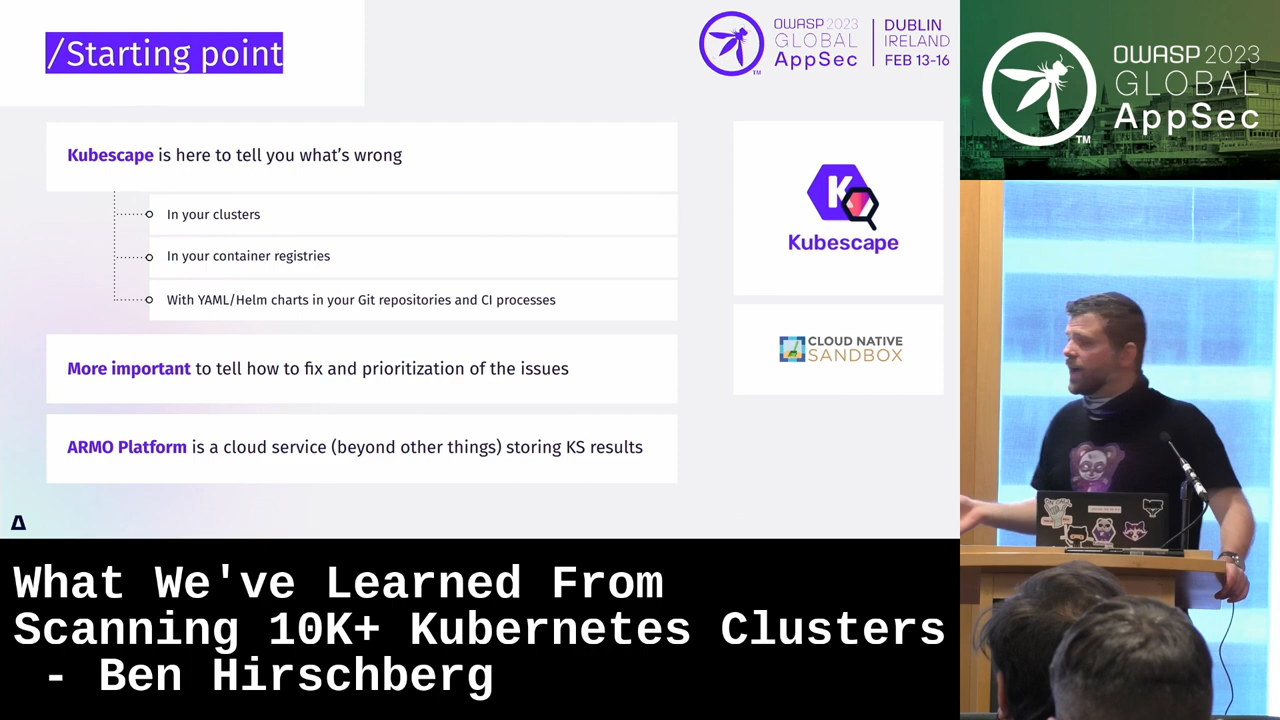 /Starting point
OWASP 2023
GLOBAL
AppSec
TM
DUBLIN
IRELAND
FEB 13-16
Kubescape is here to tell you what's wrong
In your clusters
In your container registries
With YAML/Helm charts in your Git repositories and CI processes
More important to tell how to fix and prioritization of the issues
ARMO Platform is a cloud service (beyond other things) storing KS results
K
Kubescape
CLOUD NATIVE
SANDBOX
OWASP 2023
GLOBAL
AppSec
TM
What We've Learned From
Scanning 10K+ Kubernetes Clusters
- Ben Hirschberg